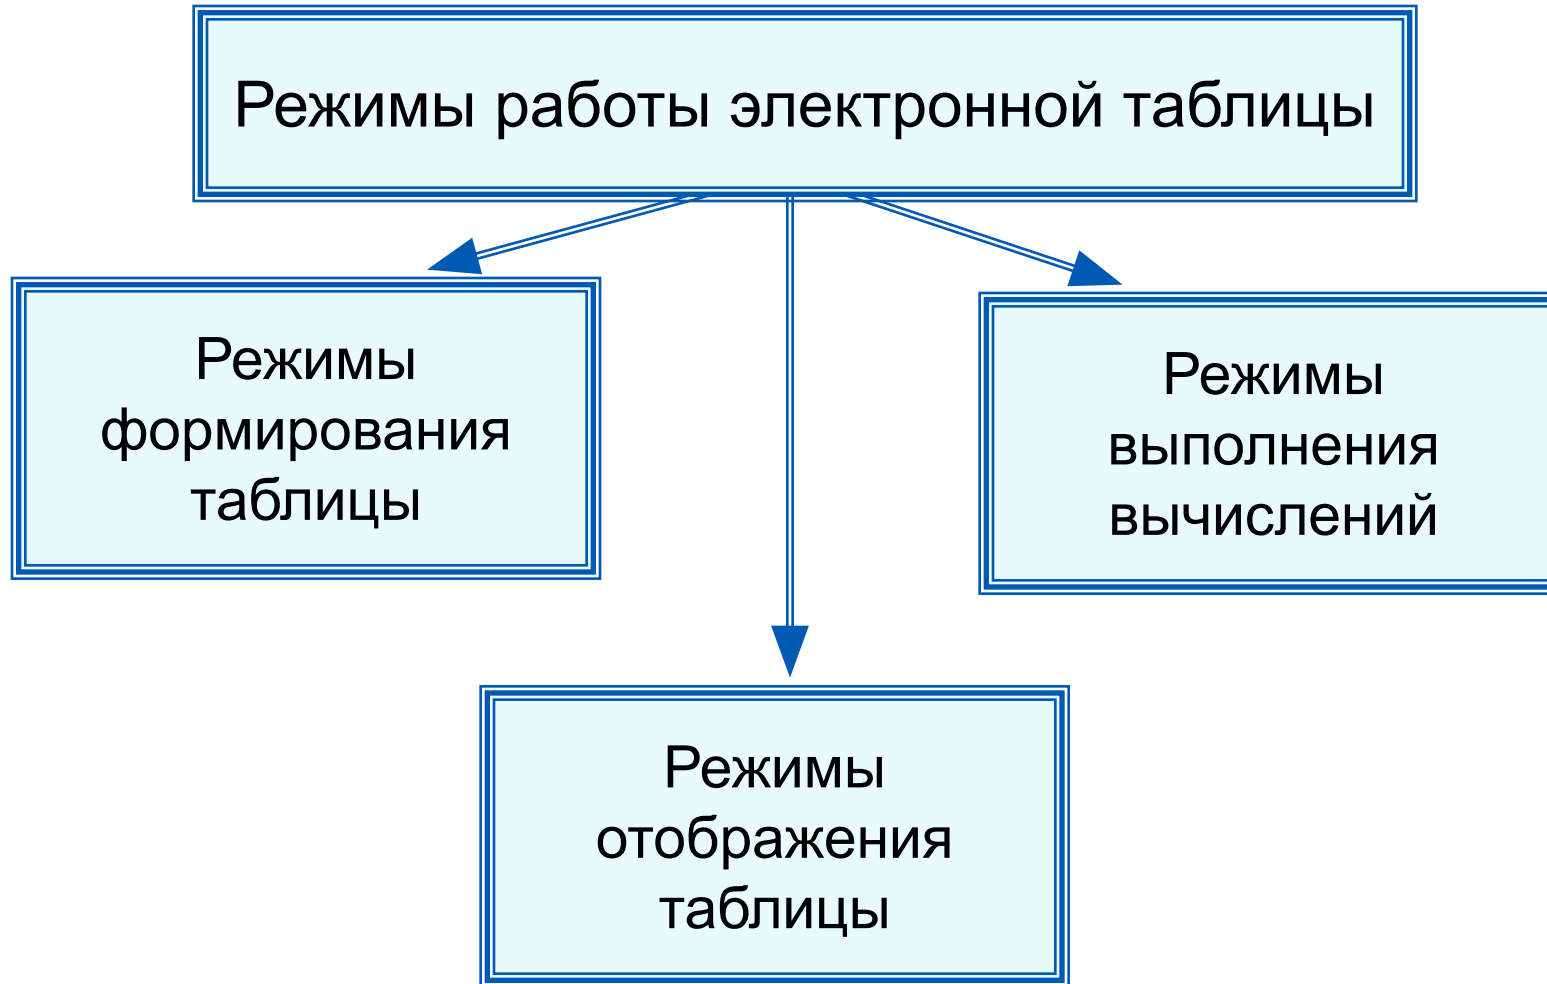 Режимы работы электронной таблицы
Режимы
формирования
таблицы
Режимы
выполнения
вычислений
Режимы
отображения
таблицы